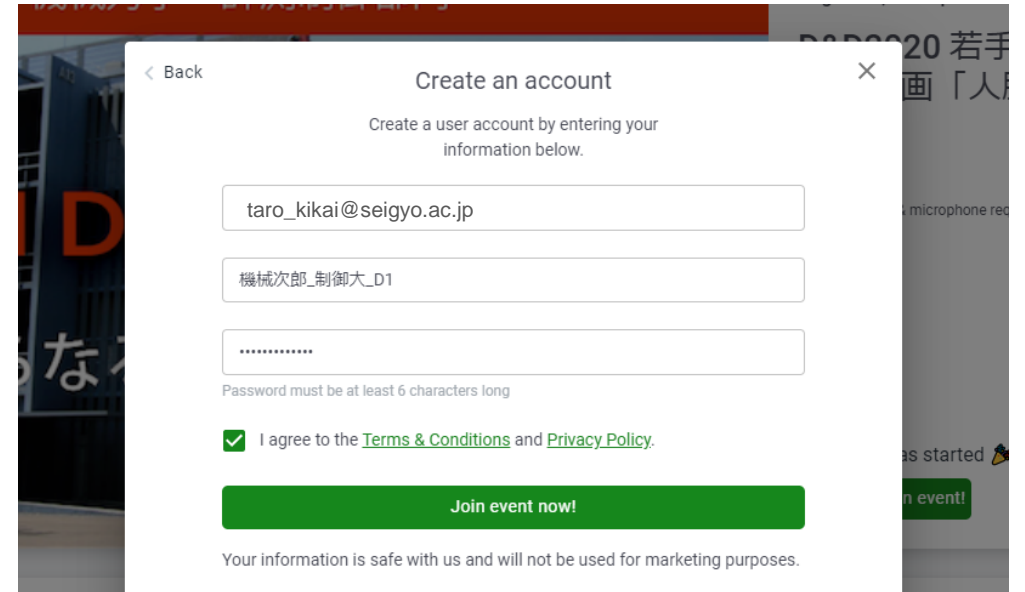 D&D2020 若手
Back
Create an account
画「人
Create a user account by entering your
information below.
taro_kikai@seigyo.ac.jp
microphone req
機械次郎_制御大_D1
•••••••••••••
Password must be at least 6 characters long
I agree to the Terms & Conditions and Privacy Policy.
as started
Join event now!
n event!
Your information is safe with us and will not be used for marketing purposes.